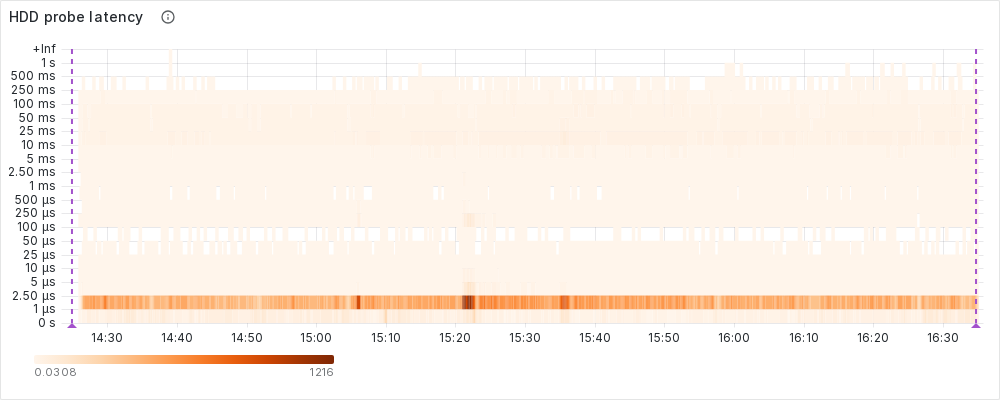 HDD probe latency
+Inf
1 s
500 ms
250 ms
100 ms
50 ms
25 ms
10 ms
5 ms
2.50 ms
1 ms
500 µs
250 µs
100 µs
50 µs
25 µs
10 µs
5 µs
2.50 µs
1 µs
0 s
14:30 14:40 14:50 15:00 15:10 15:20 15:30 15:40 15:50 16:00 16:10 16:20 16:30
0.0308 1216